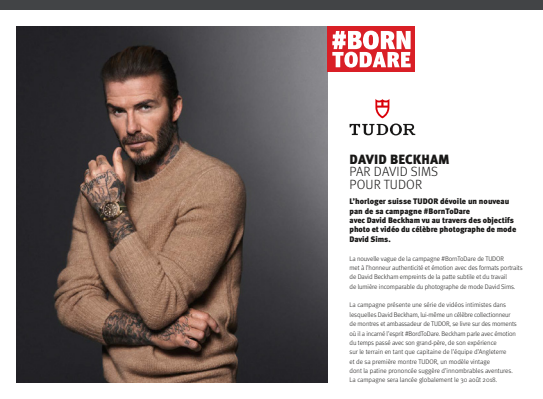 #BORN
TODARE
TUDOR
DAVID BECKHAM
PAR DAVID SIMS
POUR TUDOR
L'horloger suisse TUDOR dévoile un nouveau
pan de sa campagne #BornToDare
avec David Beckham vu au travers des objectifs
photo et vidéo du célèbre photographe de mode
David Sims.
La nouvelle vague de la campagne #BornToDare de TUDOR
met à l'honneur authenticité et émotion avec des formats portraits
de David Beckham empreints de la patte subtile et du travail
de lumière incomparable du photographe de mode David Sims.
La campagne présente une série de vidéos intimistes dans
lesquelles David Beckham, lui-même un célèbre collectionneur
de montres et ambassadeur de TUDOR, se livre sur des moments
où il a incarné l'esprit #BordToDare. Beckham parle avec émotion
du temps passé avec son grand-père, de son expérience
sur le terrain en tant que capitaine de l'équipe d'Angleterre
et de sa première montre TUDOR, un modèle vintage
dont la patine prononcée suggère d'innombrables aventures.
La campagne sera lancée globalement le 30 août 2018.